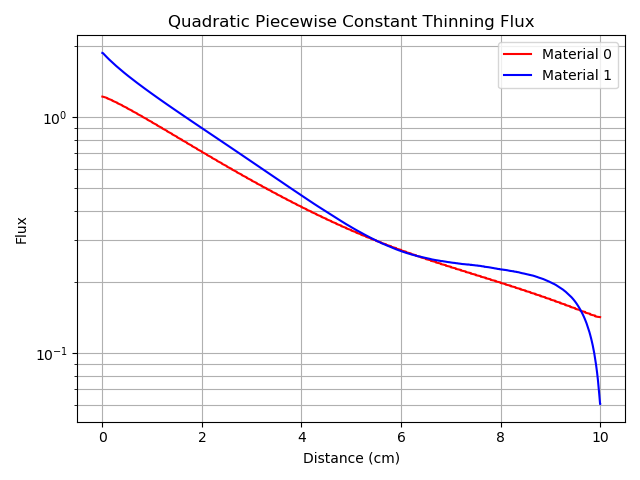 Quadratic Piecewise Constant Thinning Flux
Material 0
Material 1
10⁰
10⁻¹
Flux
0 2 4 6 8 10
Distance (cm)